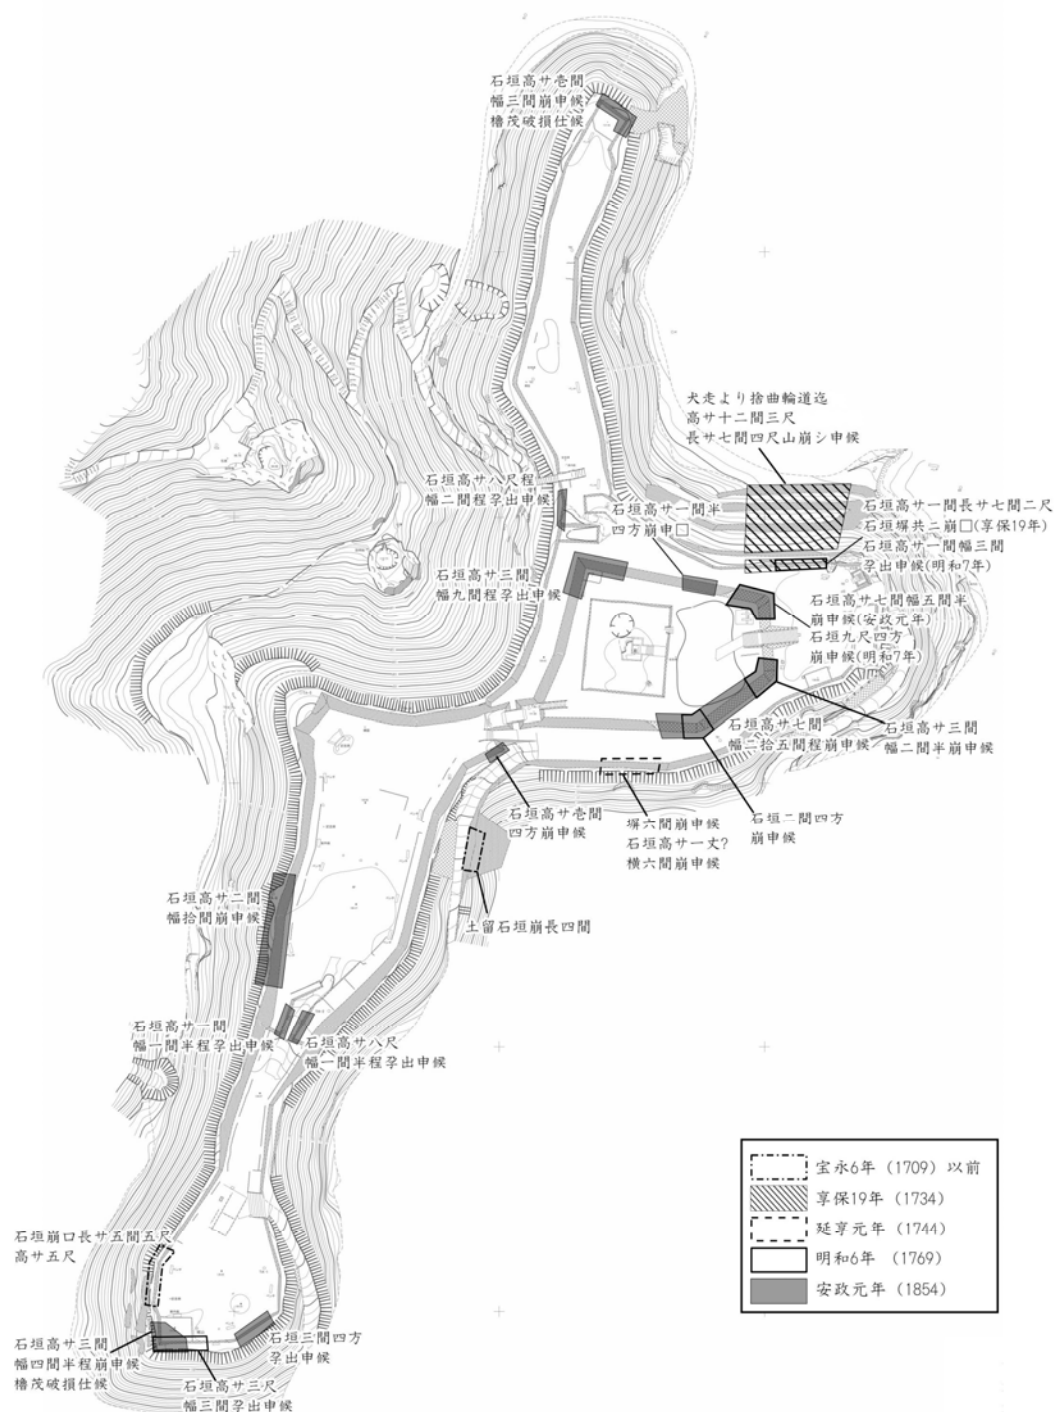 石垣高サ壱間
幅三間崩申候
櫓茂破損仕候
犬走より捨曲輪道迄
高サ十二間三尺
長サ七間四尺山崩シ申候
石垣高サ八尺程
幅二間程孕出申候
石垣高サ一間半
四方崩申□
石垣高サ一間長サ七間二尺
石垣塀共二崩□(享保19年)
石垣高サ一間幅三間
孕出申候(明和7年)
石垣高サ三間
幅九間程孕出申候
石垣高サ七間幅五間半
崩申候(安政元年)
石垣九尺四方
崩申候(明和7年)
石垣高サ七間
幅二拾五間程崩申候
石垣高サ三間
幅二間半崩申候
石垣高サ壱間
四方崩申候
塀六間崩申候
石垣高サ一丈?
横六間崩申候
石垣二間四方
崩申候
石垣高サ二間
幅拾間崩申候
土留石垣崩長四間
石垣高サ一間
幅一間半程孕出申候
石垣高サ八尺
幅一間半程孕出申候
石垣崩口長サ五間五尺
高サ五尺
石垣三間四方
孕出申候
石垣高サ三間
幅四間半程崩申候
櫓茂破損仕候
石垣高サ三尺
幅三間孕出申候
宝永6年(1709)以前
享保19年(1734)
延享元年(1744)
明和6年 (1769)
安政元年(1854)